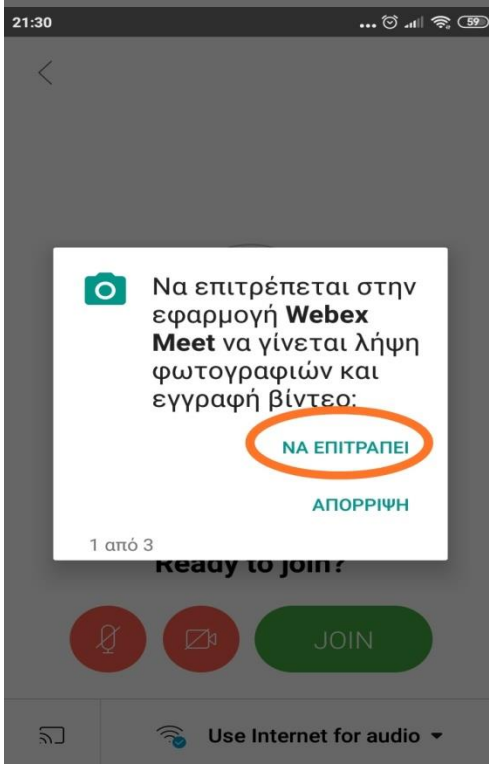 21:30
59
Να επιτρέπεται στην
εφαρμογή Webex
Meet να γίνεται λήψη
φωτογραφιών και
εγγραφή βίντεο;
ΝΑ ΕΠΙΤΡΑΠΕΙ
ΑΠΟΡΡΙΨΗ
1 από 3
Ready to join?
JOIN
Use Internet for audio